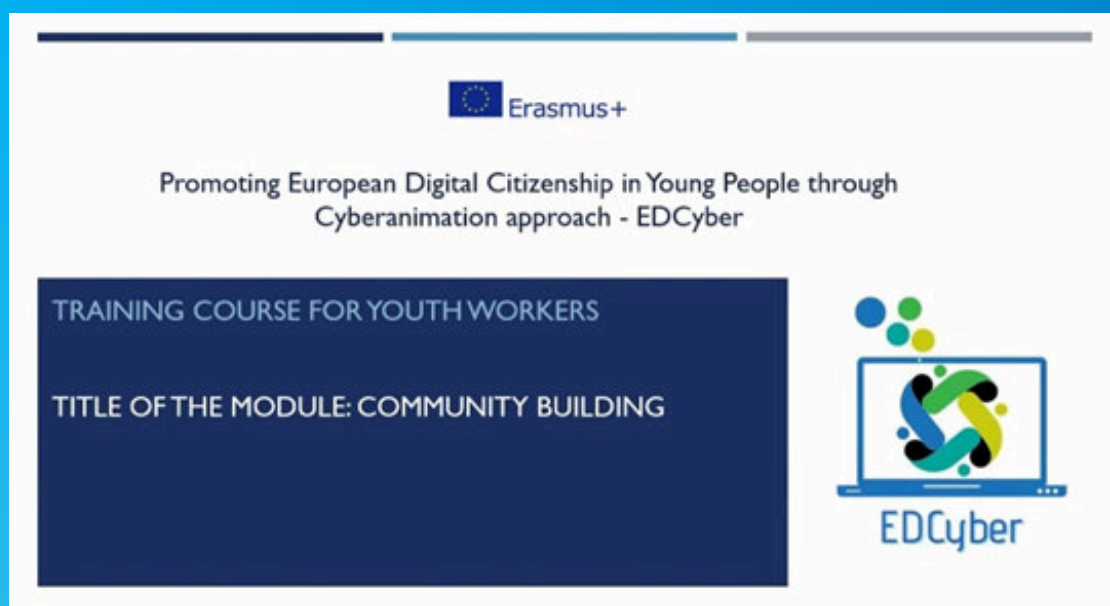 Erasmus+
Promoting European Digital Citizenship in Young People through
Cyberanimation approach - EDCyber
TRAINING COURSE FOR YOUTH WORKERS
TITLE OF THE MODULE: COMMUNITY BUILDING
EDCyber